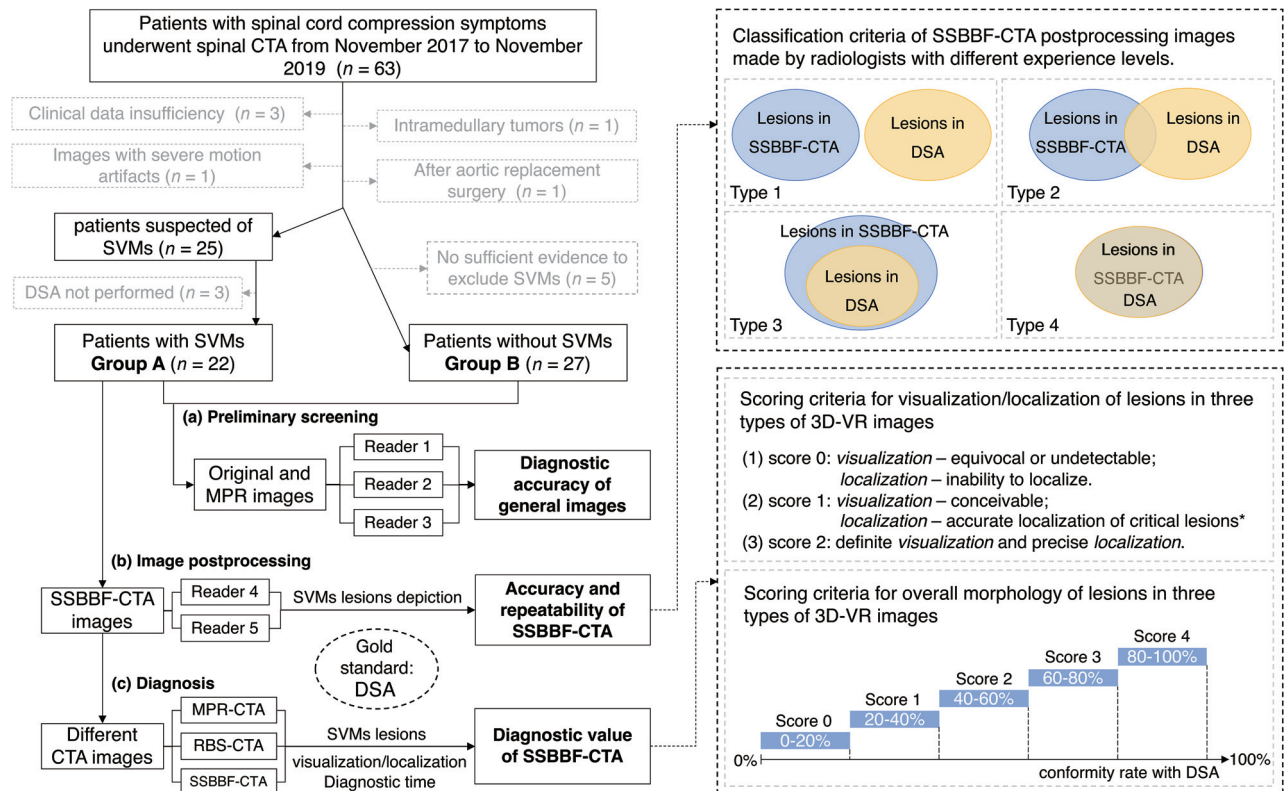 Patients with spinal cord compression symptoms
underwent spinal CTA from November 2017 to November
2019 (n = 63)
Clinical data insufficiency (n = 3)
Intramedullary tumors (n = 1)
Images with severe motion
artifacts (n = 1)
After aortic replacement
surgery (n = 1)
patients suspected of
SVMs (n = 25)
No sufficient evidence to
exclude SVMs (n = 5)
DSA not performed (n = 3)
Patients with SVMs
Group A (n = 22)
Patients without SVMs
Group B (n = 27)
(a) Preliminary screening
Original and
MPR images
Reader 1
Reader 2
Reader 3
Diagnostic
accuracy of
general images
(b) Image postprocessing
SSBBF-CTA
images
Reader 4
Reader 5
SVMs lesions depiction
Accuracy and
repeatability of
SSBBF-CTA
Gold
standard:
DSA
(c) Diagnosis
Different
CTA images
MPR-CTA
RBS-CTA
SSBBF-CTA
SVMs lesions
visualization/localization
Diagnostic time
Diagnostic value
of SSBBF-CTA
Classification criteria of SSBBF-CTA postprocessing images
made by radiologists with different experience levels.
Lesions in
SSBBF-CTA
Lesions in
DSA
Type 1
Lesions in
SSBBF-CTA
Lesions in
DSA
Type 2
Lesions in SSBBF-CTA
Lesions in
DSA
Type 3
Lesions in
SSBBF-CTA
DSA
Type 4
Scoring criteria for visualization/localization of lesions in three
types of 3D-VR images
(1) score 0: visualization – equivocal or undetectable;
localization – inability to localize.
(2) score 1: visualization – conceivable;
localization – accurate localization of critical lesions*
(3) score 2: definite visualization and precise localization.
Scoring criteria for overall morphology of lesions in three
types of 3D-VR images
Score 4
80-100%
Score 3
60-80%
Score 2
40-60%
Score 1
20-40%
Score 0
0-20%
0%
100%
conformity rate with DSA